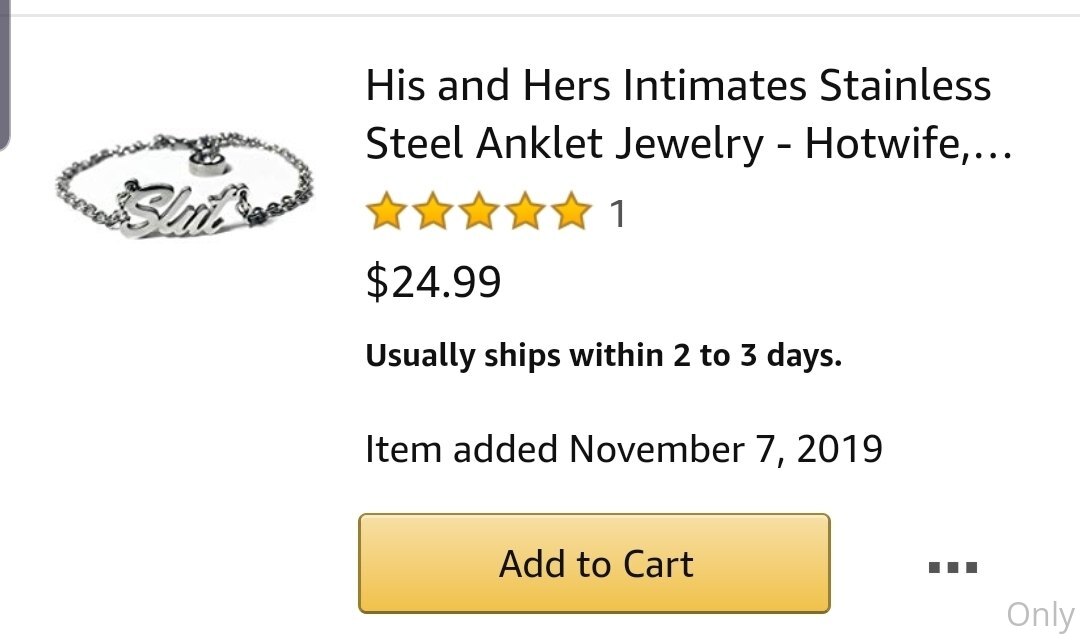 His and Hers Intimates Stainless
Steel Anklet Jewelry - Hotwife,...
Slut
1
$24.99
Usually ships within 2 to 3 days.
Item added November 7, 2019
Add to Cart
Only